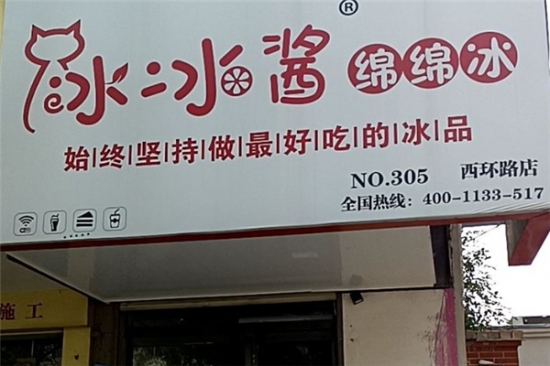 ®
冰冰酱 绵绵冰
始|终|坚|持|做|最|好|吃|的|冰|品
NO.305 西环路店
全国热线：400-1133-517
施工